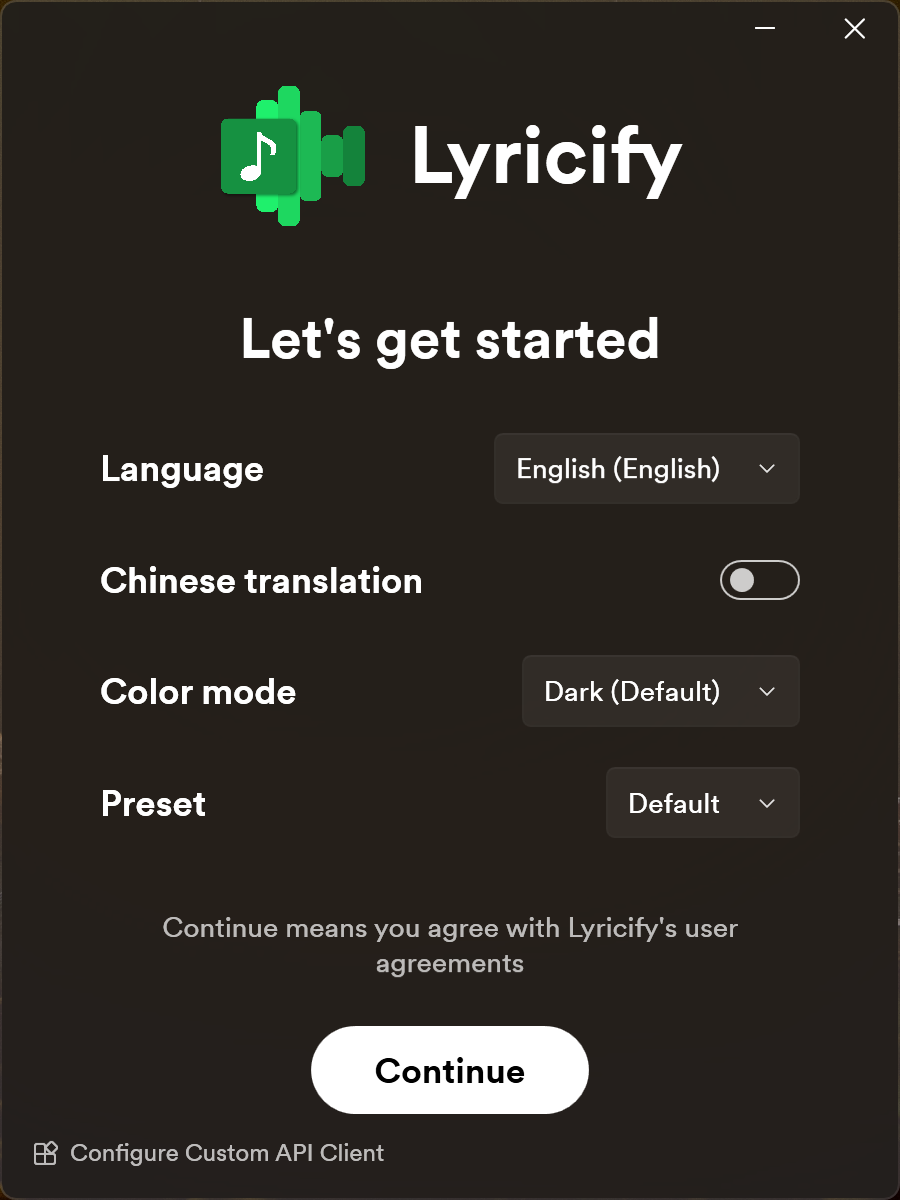 Lyricify
Let's get started
Language
English (English)
Chinese translation
Color mode
Dark (Default)
Preset
Default
Continue means you agree with Lyricify's user
agreements
Continue
Configure Custom API Client